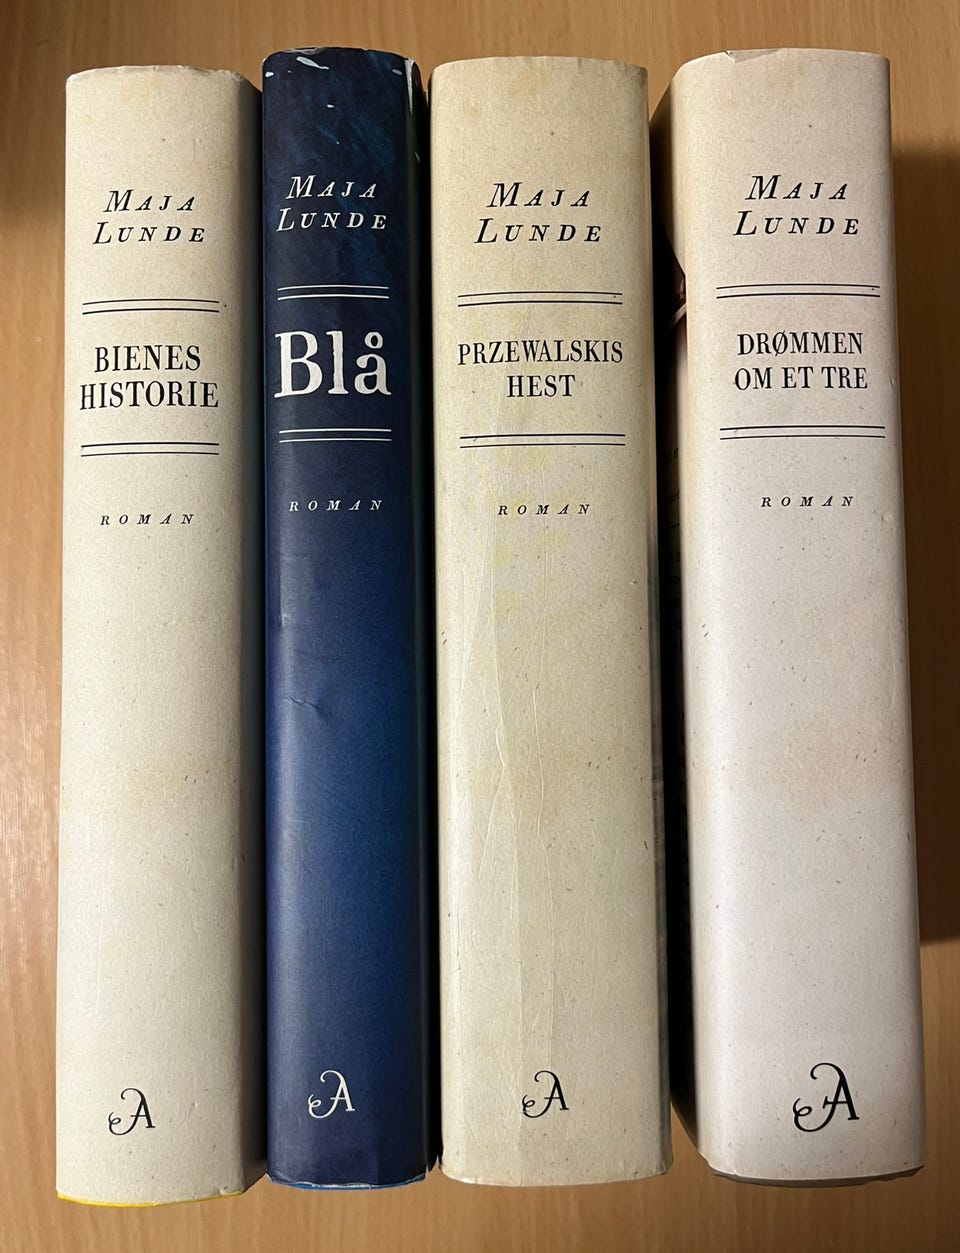 MAJA
LUNDE
BIENES
HISTORIE
ROMAN
A
MAJA
LUNDE
Blå
ROMAN
A
MAJA
LUNDE
PRZEWALSKIS
HEST
ROMAN
A
MAJA
LUNDE
DRØMMEN
OM ET TRE
ROMAN
A